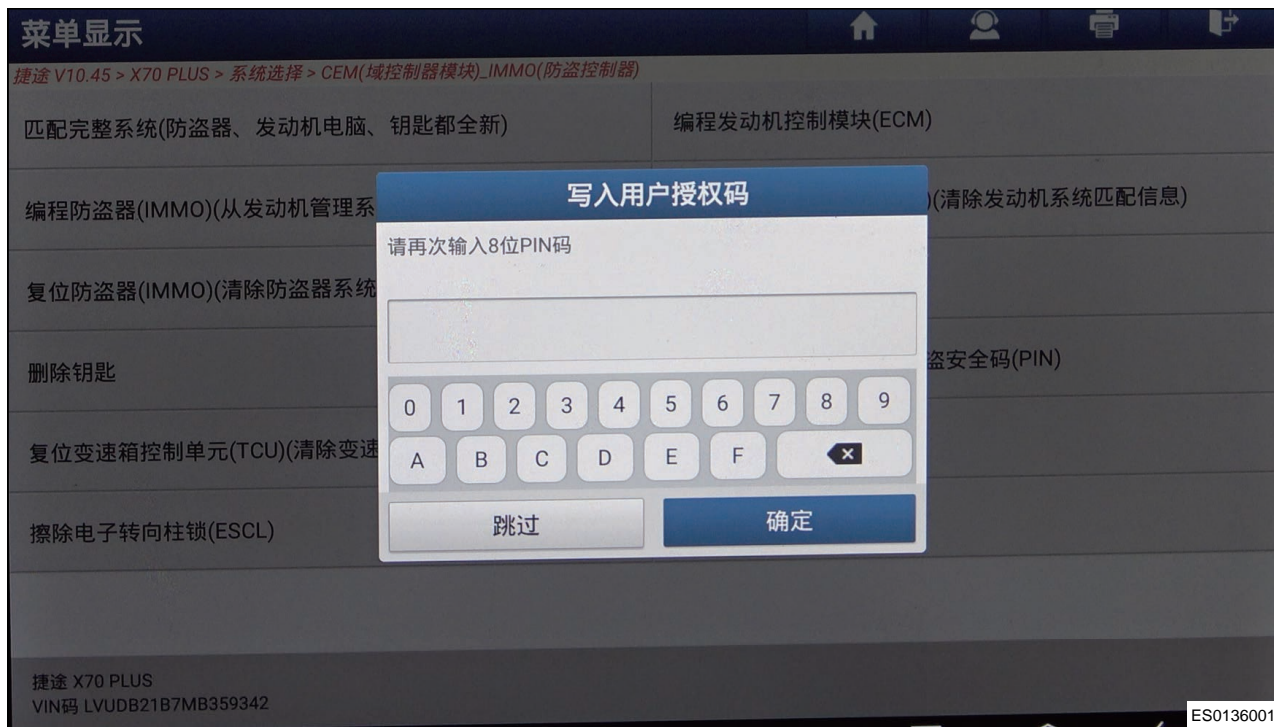 菜单显示
捷途 V10.45 > X70 PLUS > 系统选择 > CEM(域控制器模块)_IMMO(防盗控制器)
匹配完整系统(防盗器、发动机电脑、钥匙都全新)
编程发动机控制模块(ECM)
编程防盗器(IMMO)(从发动机管理系
)(清除发动机系统匹配信息)
复位防盗器(IMMO)(清除防盗器系统
删除钥匙
盗安全码(PIN)
复位变速箱控制单元(TCU)(清除变速
擦除电子转向柱锁(ESCL)
写入用户授权码
请再次输入8位PIN码
0 1 2 3 4 5 6 7 8 9
A B C D E F
跳过
确定
捷途 X70 PLUS
VIN码 LVUDB21B7MB359342
ES0136001